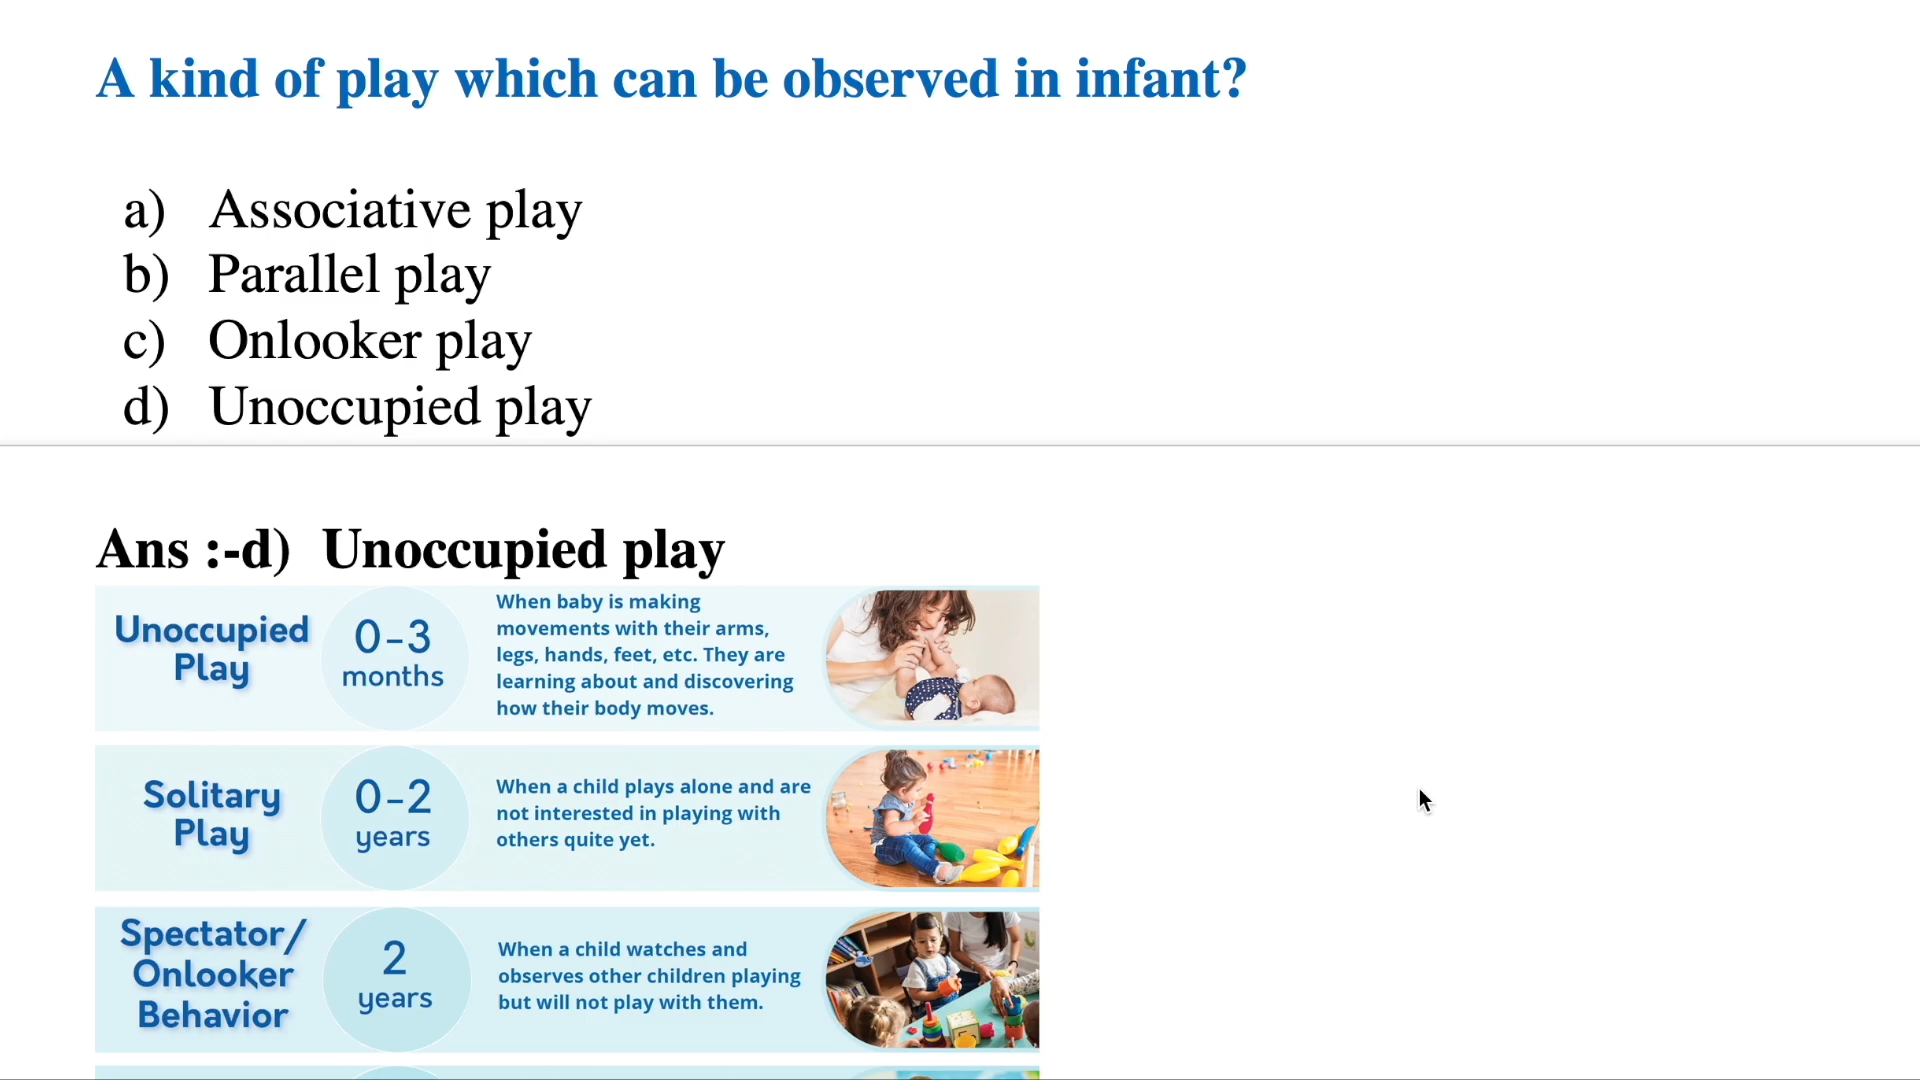 A kind of play which can be observed in infant?
a) Associative play
b) Parallel play
c) Onlooker play
d) Unoccupied play
Ans :-d) Unoccupied play
Unoccupied
Play
0-3
months
When baby is making
movements with their arms,
legs, hands, feet, etc. They are
learning about and discovering
how their body moves.
Solitary
Play
0-2
years
When a child plays alone and are
not interested in playing with
others quite yet.
Spectator/
Onlooker
Behavior
2
years
When a child watches and
observes other children playing
but will not play with them.